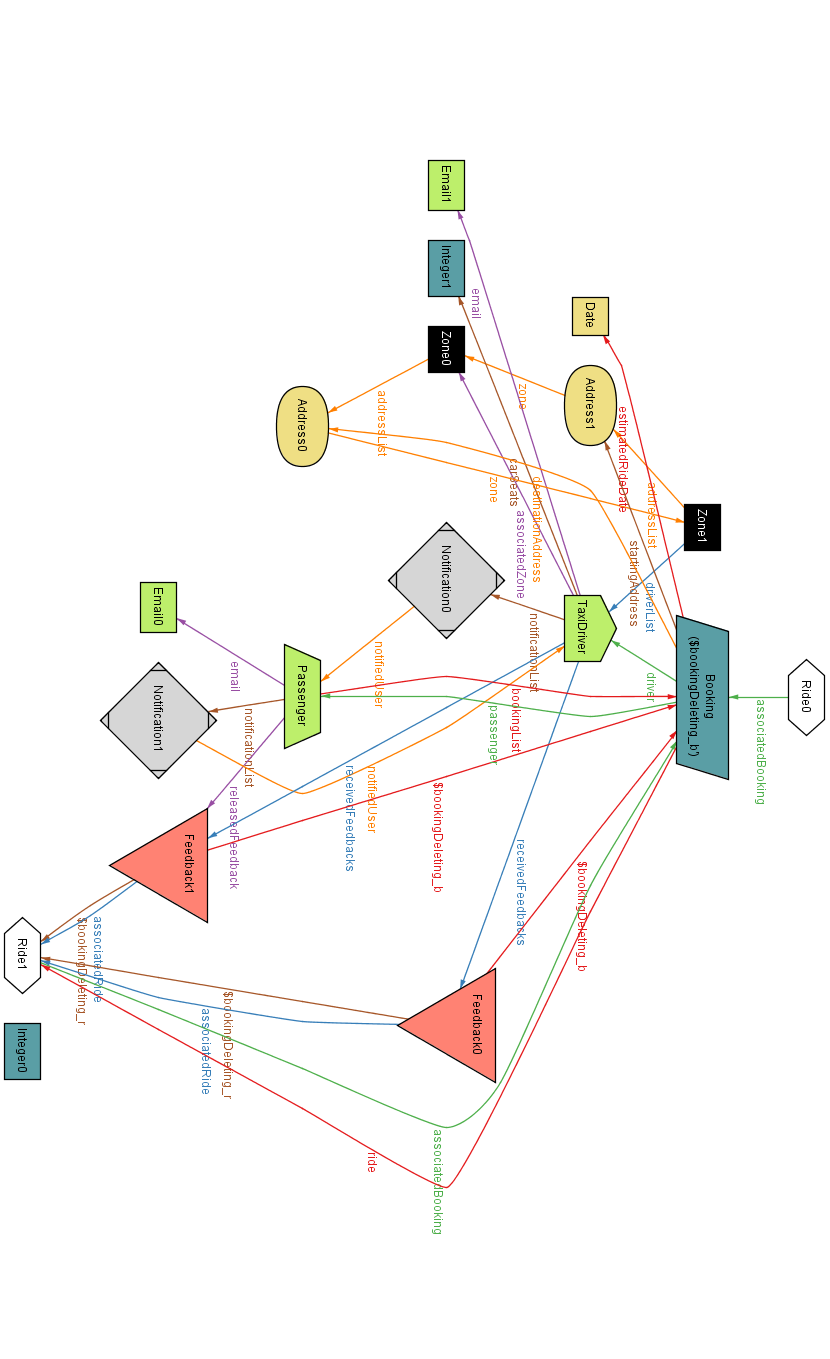 Ride0
associatedBooking
Zone1
Booking
($bookingDeleting_b')
addressList
driverList
driver
estimatedRideDate
startingAddress
Date
Address1
TaxiDriver
$bookingDeleting_b
zone
destinationAddress
carSeats
associatedZone
notificationList
bookingList
passenger
receivedFeedbacks
email
zone
Email1
Integer1
Zone0
Notification0
Feedback0
$bookingDeleting_b
associatedBooking
addressList
notifiedUser
notifiedUser
receivedFeedbacks
ride
Address0
Passenger
email
notificationList
releasedFeedback
$bookingDeleting_r
associatedRide
Email0
Notification1
Feedback1
associatedRide
$bookingDeleting_r
Ride1
Integer0